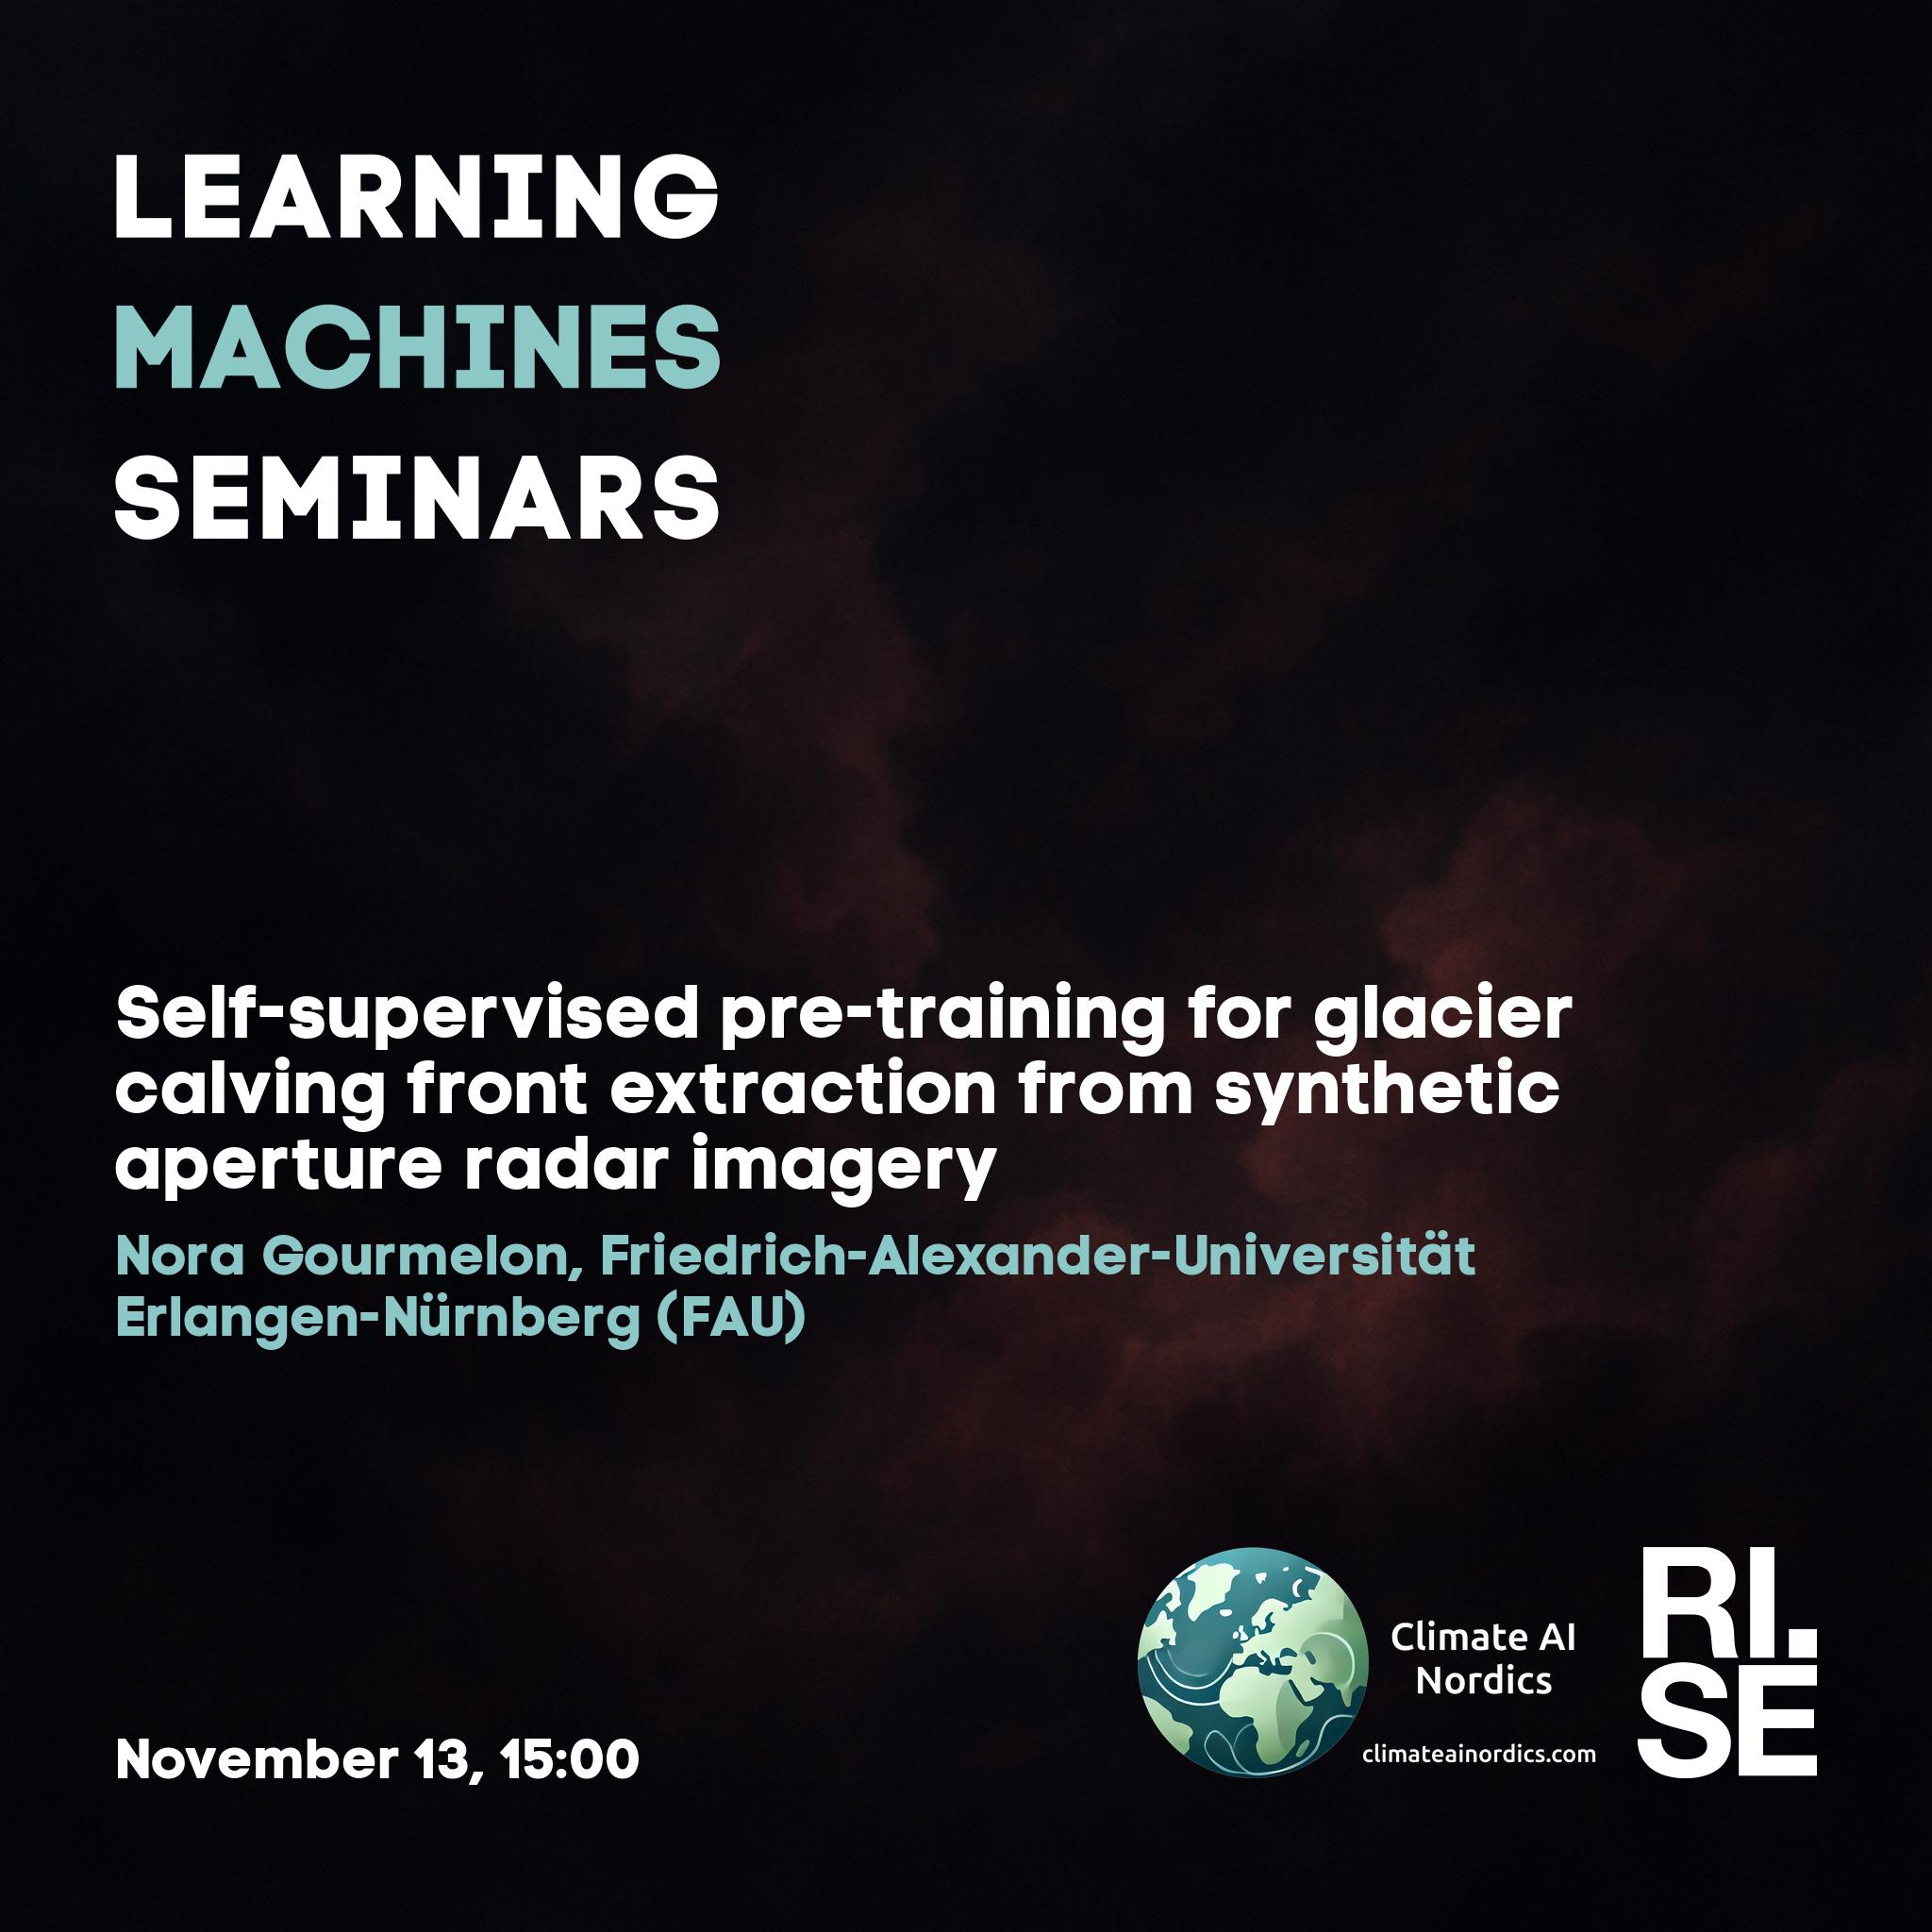 LEARNING
MACHINES
SEMINARS
Self-supervised pre-training for glacier
calving front extraction from synthetic
aperture radar imagery
Nora Gourmelon, Friedrich-Alexander-Universität
Erlangen-Nürnberg (FAU)
November 13, 15:00
Climate AI
Nordics
climateainordics.com
RI.
SE